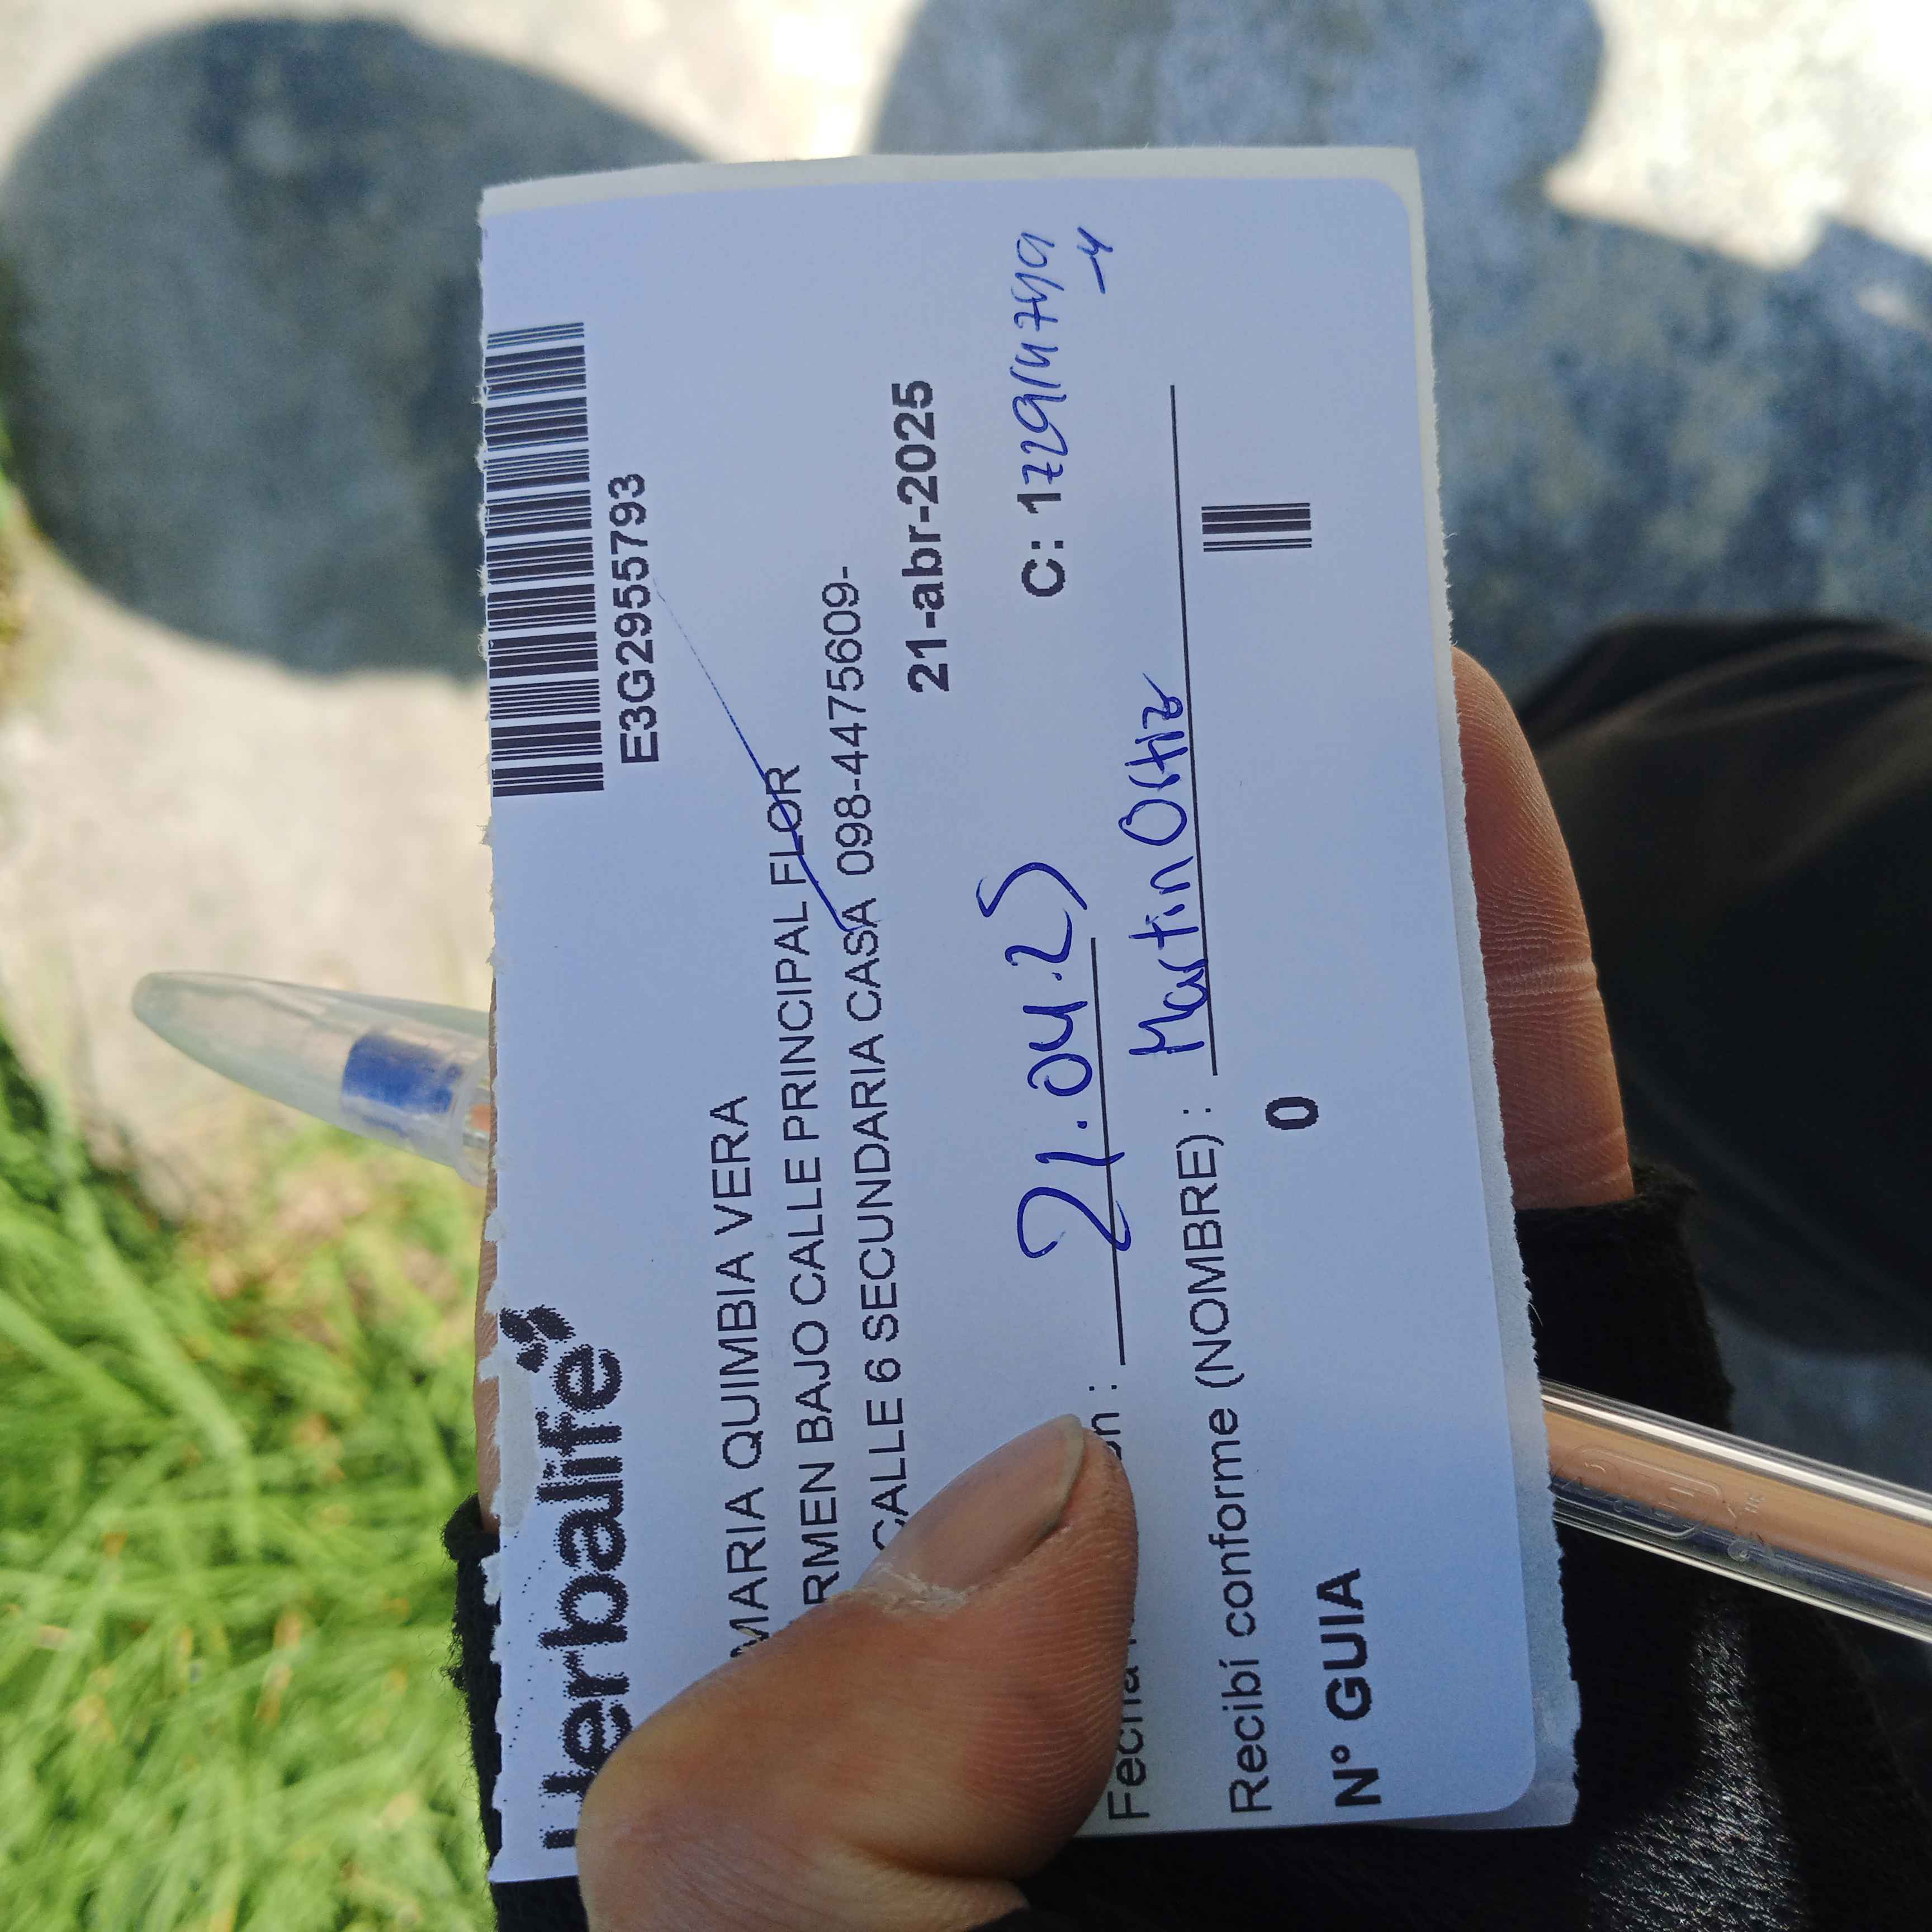 Herbalife
E3G2955793
MARIA QUIMBIA VERA
RMEN BAJO CALLE PRINCIPAL FLOR
CALLE 6 SECUNDARIA CASA 098-4475609-
21-abr-2025
Fecha : 21.04.25
C: 1
Recibí conforme (NOMBRE) : Martin Ortiz
N° GUIA 0